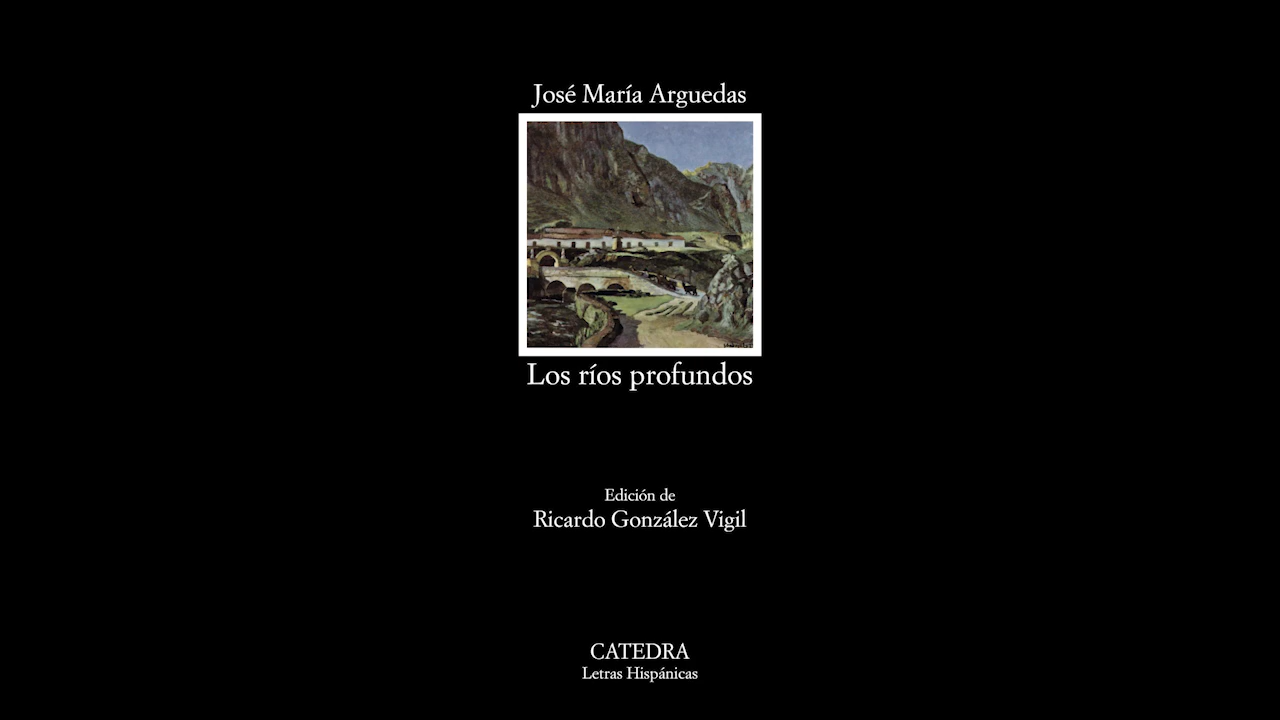 José María Arguedas
Los ríos profundos
Edición de
Ricardo González Vigil
CATEDRA
Letras Hispánicas